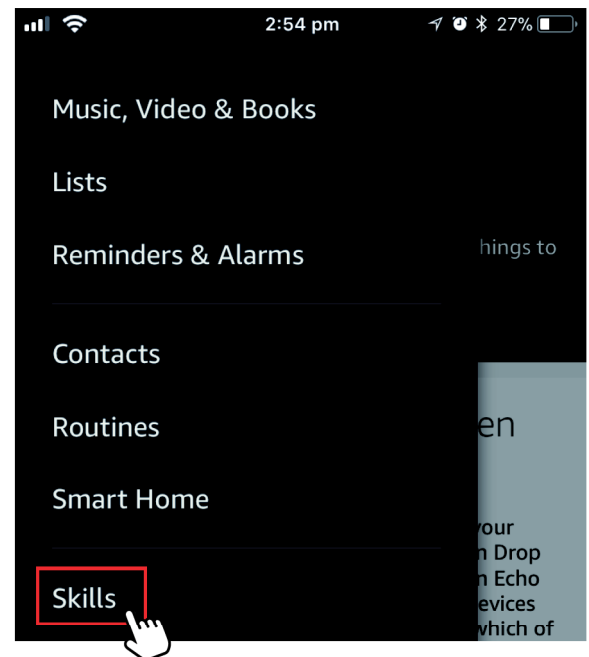 2:54 pm
27%
Music, Video & Books
Lists
Reminders & Alarms
hings to
Contacts
Routines
en
Smart Home
your
n Drop
n Echo
Skills
evices
which of